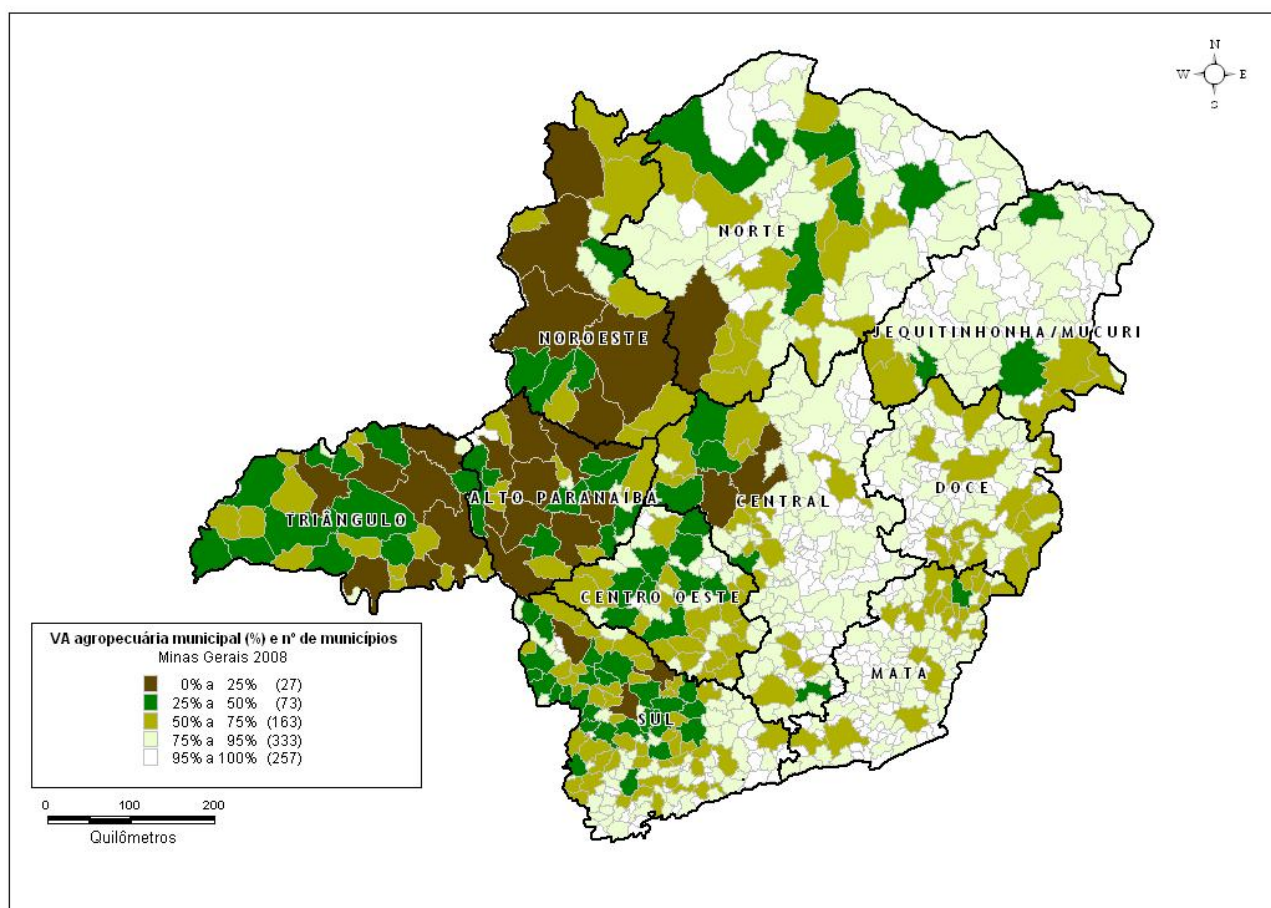 N
W E
S
NORTE
NOROESTE
JEQUITINHONHA/MUCURI
ALTO PARANAÍBA
CENTRAL
DOCE
TRIÂNGULO
CENTRO OESTE
MATA
SUL
VA agropecuária municipal (%) e nº de municípios
Minas Gerais 2008
0% a 25% (27)
25% a 50% (73)
50% a 75% (163)
75% a 95% (333)
95% a 100% (257)
0 100 200
Quilômetros